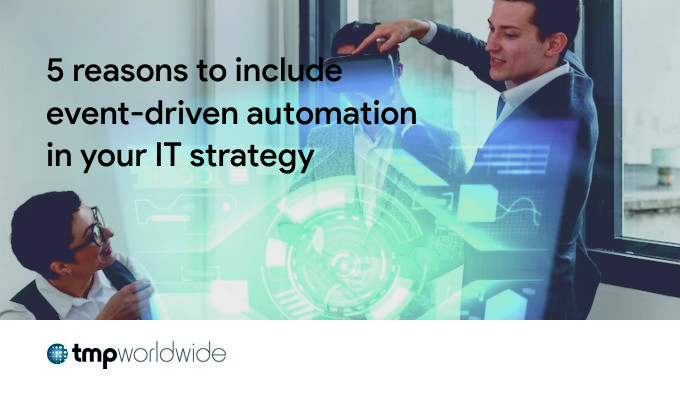 5 reasons to include
event-driven automation
in your IT strategy
tmpworldwide